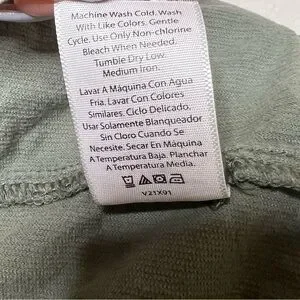 Machine Wash Cold, Wash
With Like Colors. Gentle
Cycle. Use Only Non-chlorine
Bleach When Needed.
Tumble Dry Low.
Medium Iron.
Lavar A Máquina Con Agua
Fria. Lavar Con Colores
Similares. Ciclo Delicado.
Usar Solamente Blanqueador
Sin Cloro Cuando Se
Necesite. Secar En Máquina
A Temperatura Baja. Planchar
A Temperatura Media.
V21X91